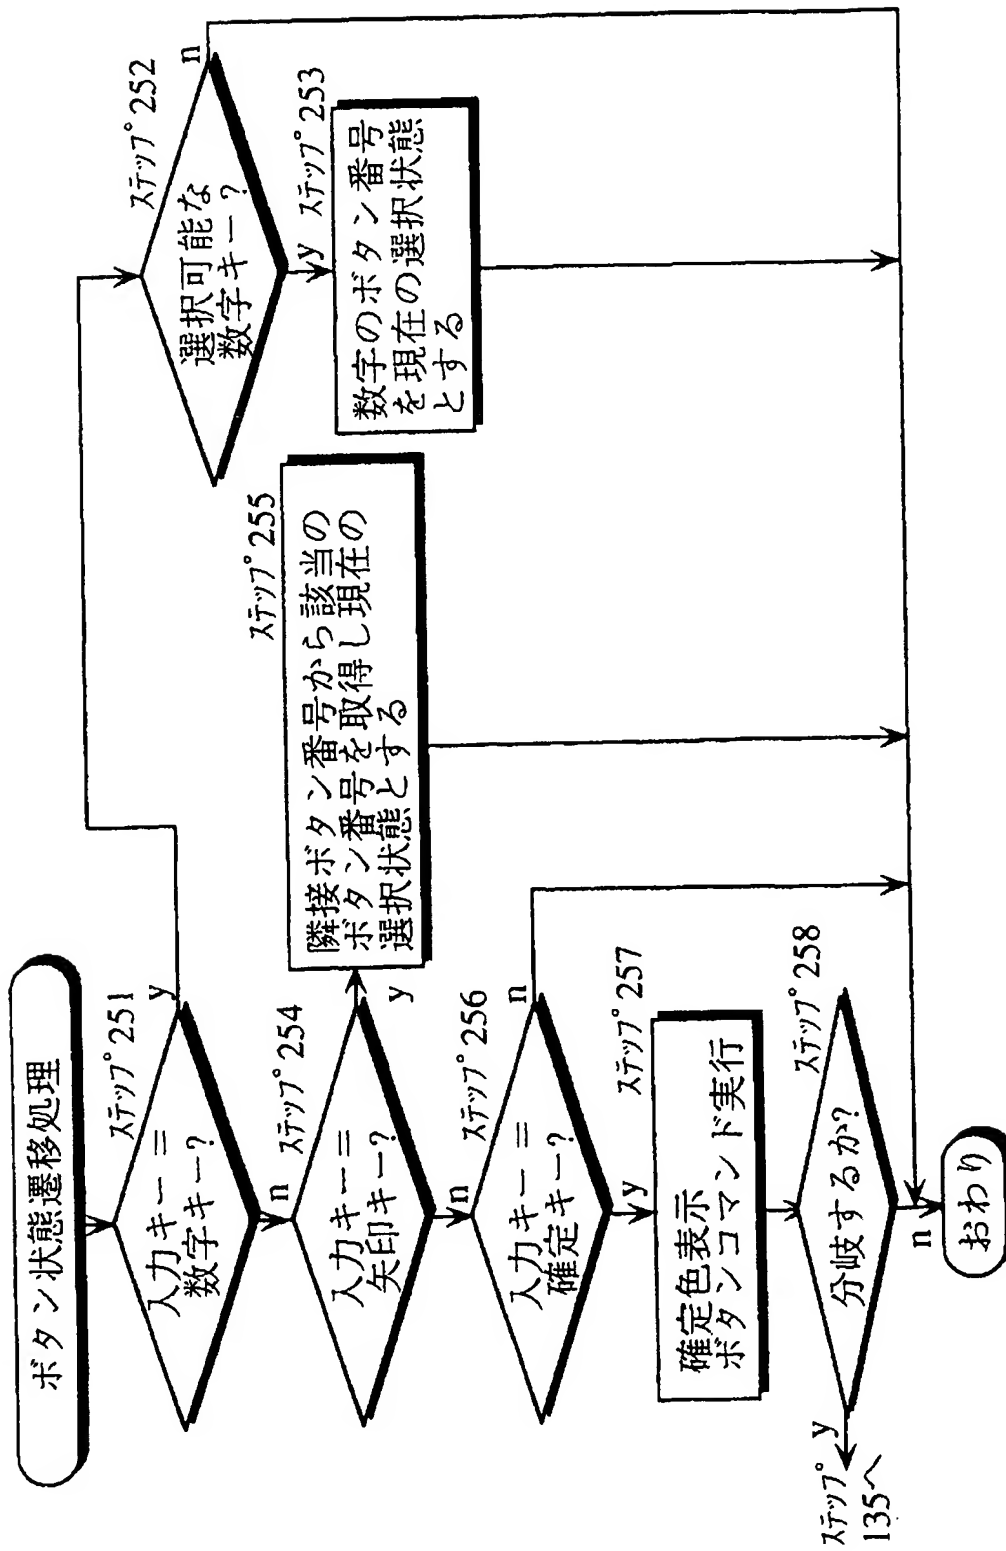 ボタン状態遷移処理
ステップ251
入力キー＝
数字キー？
y
n
ステップ252
選択可能な
数字キー？
n
y
ステップ253
数字のボタン番号
を現在の選択状態
とする
ステップ254
入力キー＝
矢印キー？
y
n
ステップ255
隣接ボタン番号から該当の
ボタン番号を取得し現在の
選択状態とする
ステップ256
入力キー＝
確定キー？
n
y
ステップ257
確定色表示
ボタンコマンド実行
ステップ258
分岐するか？
y
ステップ
135へ
n
おわり